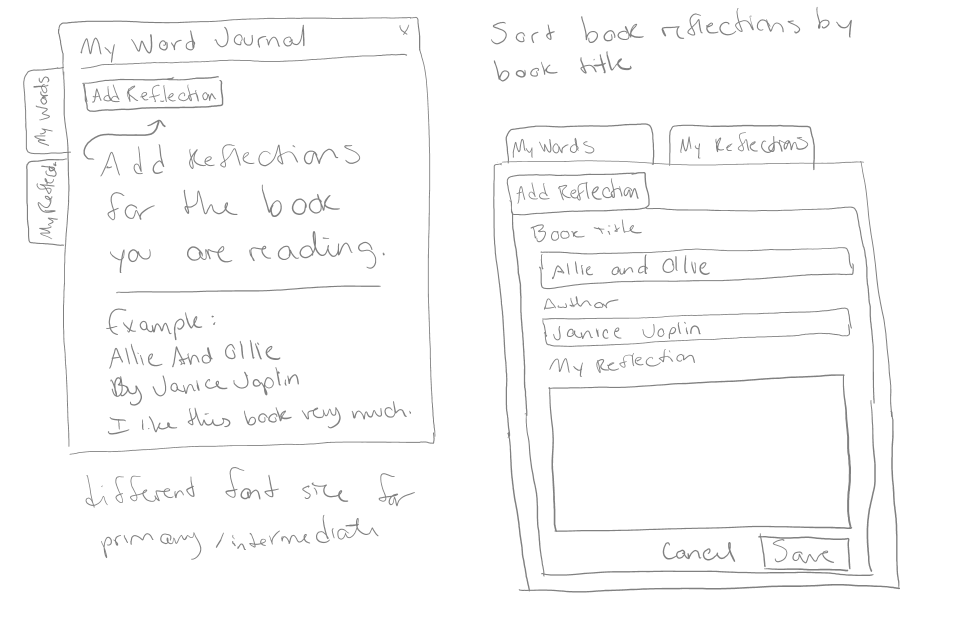 My Word Journal
x
My Words
My Reflecti
Add Reflection
Add Reflections
for the book
you are reading.
Example:
Allie And Ollie
By Janice Joplin
I like this book very much.
different font size for
primary/intermediate
Sort book reflections by
book title
My Words
My Reflections
Add Reflection
Book Title
Allie and Ollie
Author
Janice Joplin
My Reflection
Cancel
Save